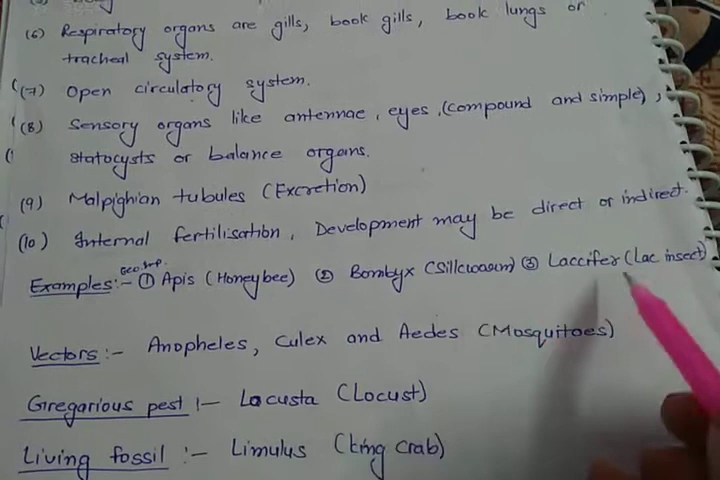 (6) Respiratory organs are gills, book gills, book lungs or
tracheal system.
(7) Open circulatory system.
(8) Sensory organs like antennae, eyes, (compound and simple),
statocysts or balance organs.
(9) Malpighian tubules (Excretion)
(10) Internal fertilisation, Development may be direct or indirect.
Eco.Imp.
Examples:- ① Apis (Honeybee) ② Bombyx (Silkworm) ③ Laccifer (Lac insect)
Vectors:- Anopheles, Culex and Aedes (Mosquitoes)
Gregarious pest :- Locusta (Locust)
Living fossil :- Limulus (king crab)